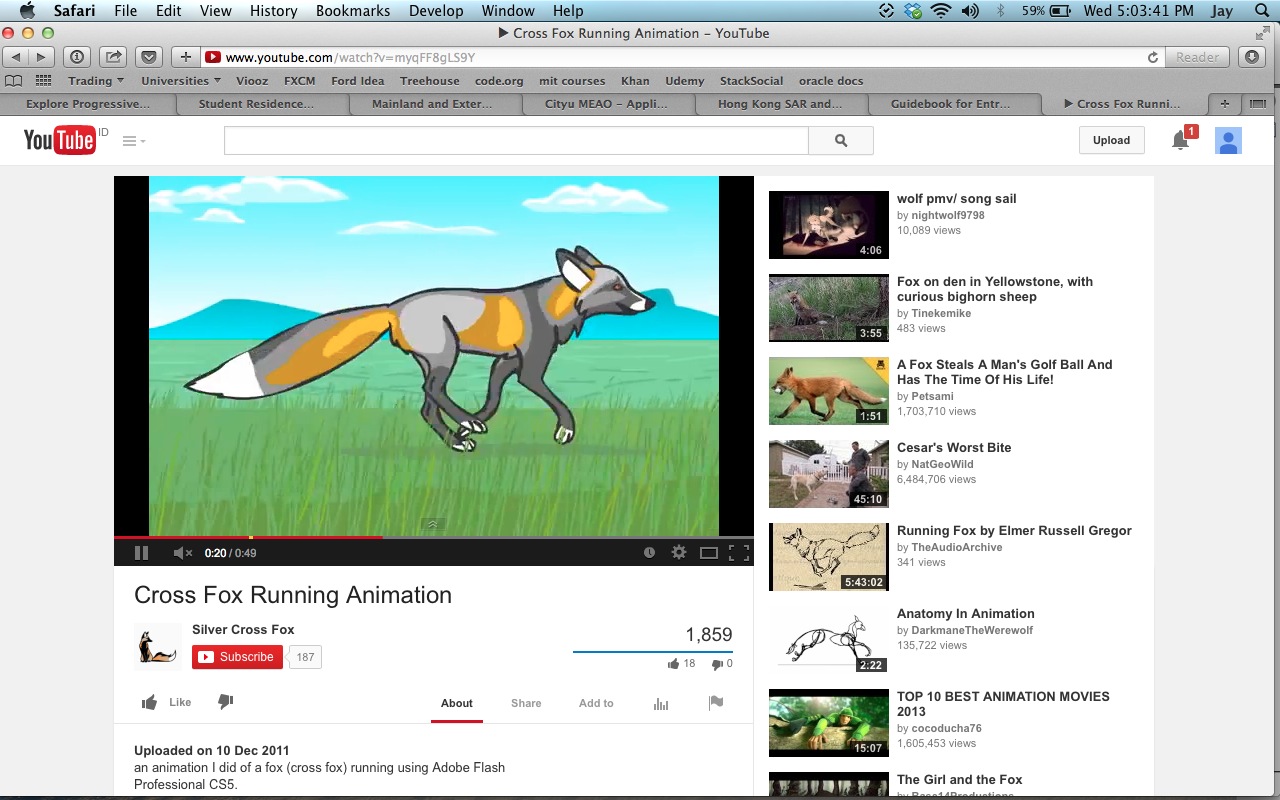 Safari File Edit View History Bookmarks Develop Window Help 59% Wed 5:03:41 PM Jay
▶ Cross Fox Running Animation – YouTube
www.youtube.com/watch?v=myqFF8gLS9Y Reader
Trading Universities Viooz FXCM Ford Idea Treehouse code.org mit courses Khan Udemy StackSocial oracle docs
Explore Progressive... Student Residence... Mainland and Exter... CityU MEAO – Appli... Hong Kong SAR and... Guidebook for Entr... ▶ Cross Fox Runni...
YouTube ID
Upload
1
0:20 / 0:49
Cross Fox Running Animation
Silver Cross Fox
Subscribe 187
1,859
18 0
Like
About Share Add to
Uploaded on 10 Dec 2011
an animation I did of a fox (cross fox) running using Adobe Flash
Professional CS5.
wolf pmv/ song sail
by nightwolf9798
10,089 views
4:06
Fox on den in Yellowstone, with
curious bighorn sheep
by Tinekemike
483 views
3:55
A Fox Steals A Man's Golf Ball And
Has The Time Of His Life!
by Petsami
1,703,710 views
1:51
Cesar's Worst Bite
by NatGeoWild
6,484,706 views
45:10
Running Fox by Elmer Russell Gregor
by TheAudioArchive
341 views
5:43:02
Anatomy In Animation
by DarkmaneTheWerewolf
135,722 views
2:22
TOP 10 BEST ANIMATION MOVIES
2013
by cocoducha76
1,605,453 views
15:07
The Girl and the Fox